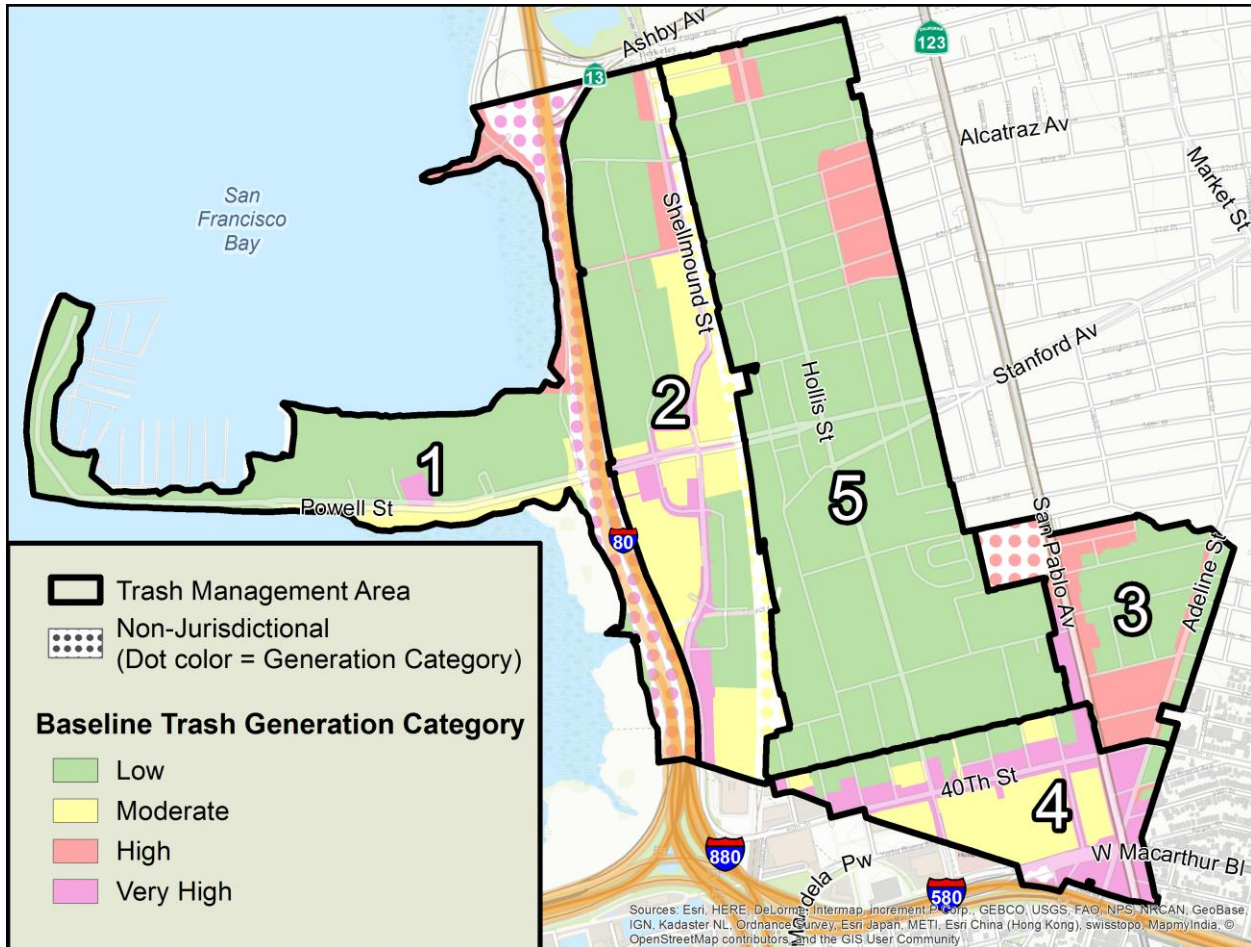 Ashby Av
CALIFORNIA
123
13
Berkeley
Alcatraz Av
Market St
San
Francisco
Bay
Shellmound St
Stanford Av
Hollis St
2
1
5
Powell St
80
San Pablo Av
3
Adeline St
Trash Management Area
Non-Jurisdictional
(Dot color = Generation Category)
Baseline Trash Generation Category
Low
Moderate
High
Very High
40Th St
4
W Macarthur Bl
880
580
dela Pw
Sources: Esri, HERE, DeLorme, Intermap, increment P Corp., GEBCO, USGS, FAO, NPS, NRCAN, GeoBase,
IGN, Kadaster NL, Ordnance Survey, Esri Japan, METI, Esri China (Hong Kong), swisstopo, MapmyIndia, ©
OpenStreetMap contributors, and the GIS User Community